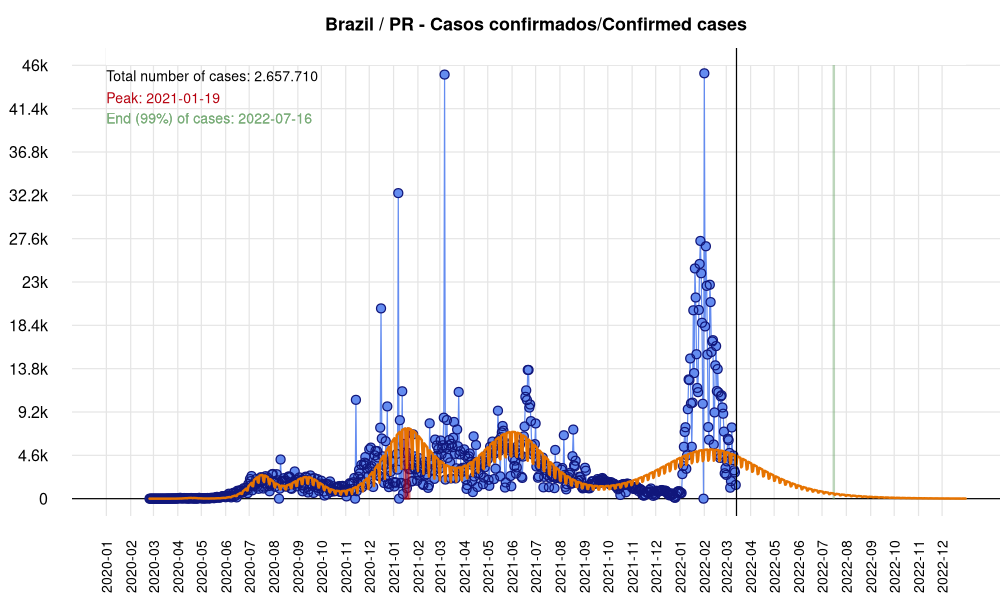 Brazil / PR - Casos confirmados/Confirmed cases
Total number of cases: 2.657.710
Peak: 2021-01-19
End (99%) of cases: 2022-07-16
46k
41.4k
36.8k
32.2k
27.6k
23k
18.4k
13.8k
9.2k
4.6k
0
2020-01
2020-02
2020-03
2020-04
2020-05
2020-06
2020-07
2020-08
2020-09
2020-10
2020-11
2020-12
2021-01
2021-02
2021-03
2021-04
2021-05
2021-06
2021-07
2021-08
2021-09
2021-10
2021-11
2021-12
2022-01
2022-02
2022-03
2022-04
2022-05
2022-06
2022-07
2022-08
2022-09
2022-10
2022-11
2022-12